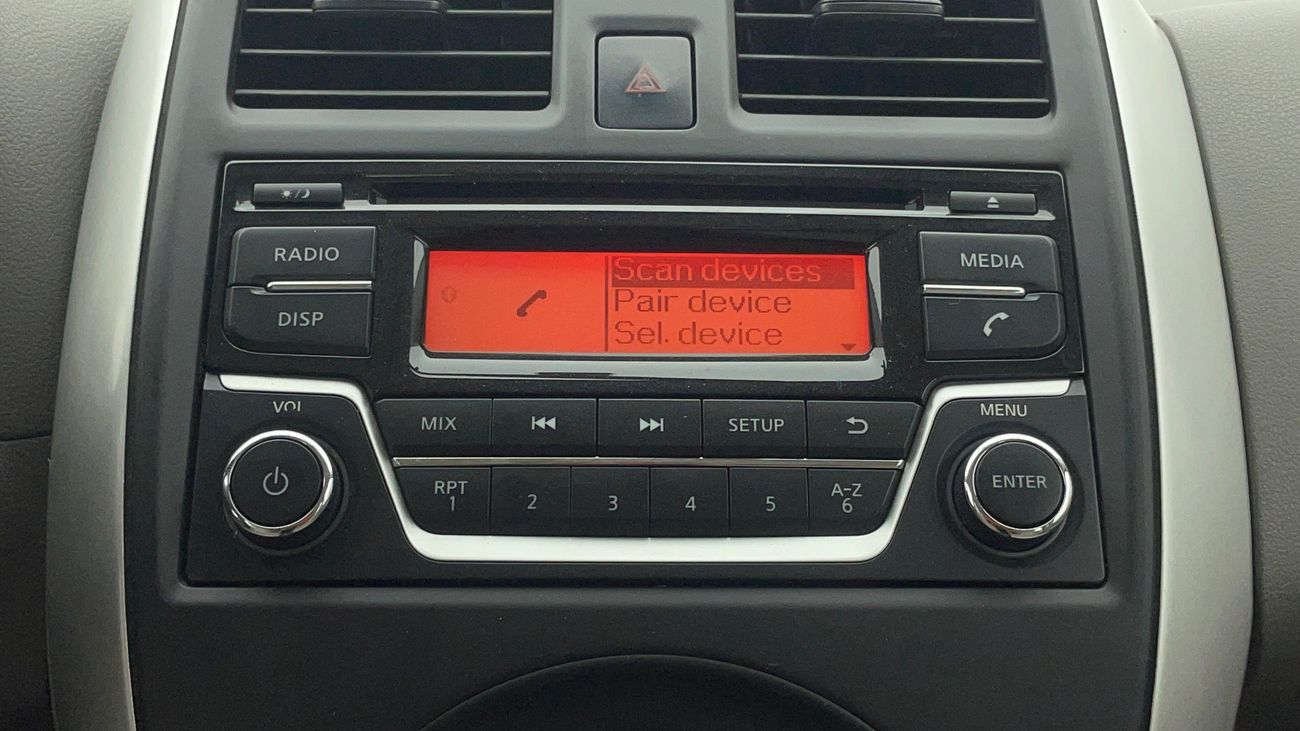 RADIO
DISP
Scan devices
Pair device
Sel. device
MEDIA
VOL
MENU
MIX
SETUP
ENTER
RPT
1
2
3
4
5
A-Z
6